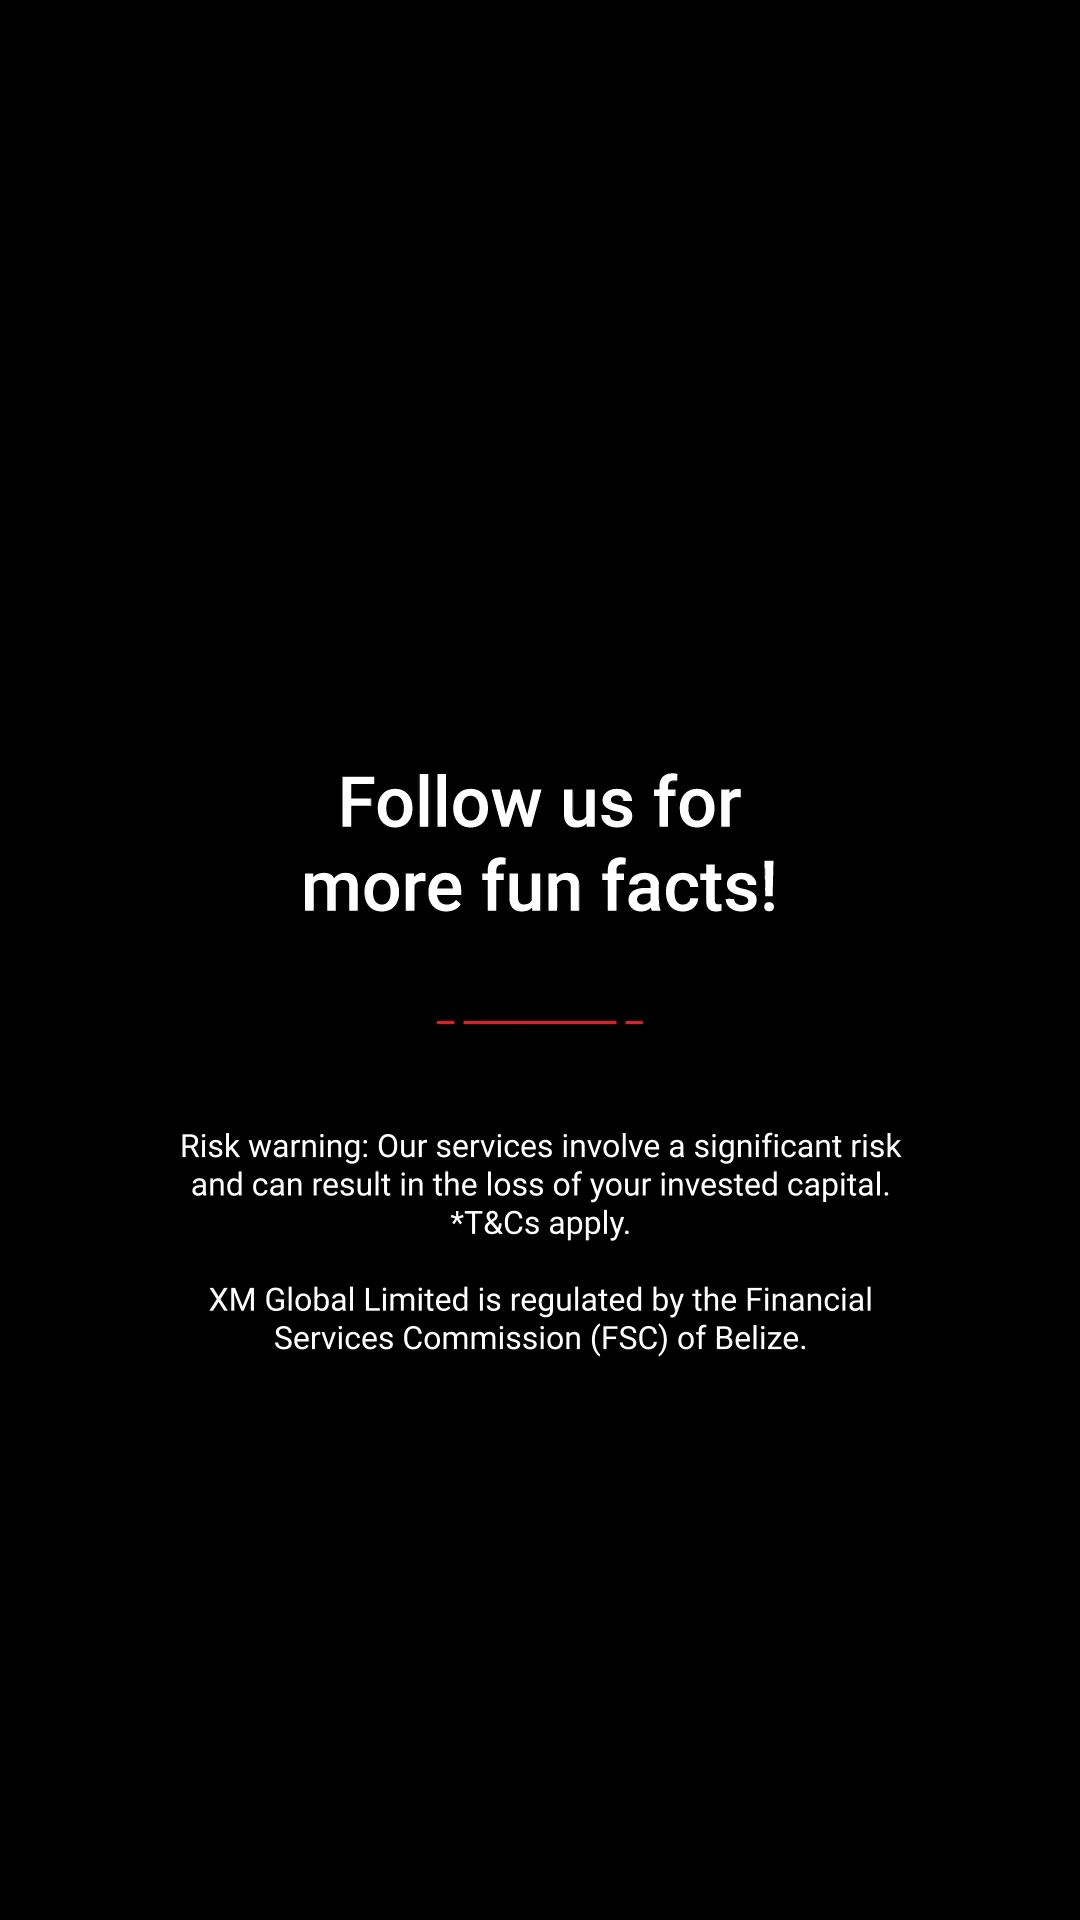 Follow us for
more fun facts!
Risk warning: Our services involve a significant risk
and can result in the loss of your invested capital.
*T&Cs apply.
XM Global Limited is regulated by the Financial
Services Commission (FSC) of Belize.